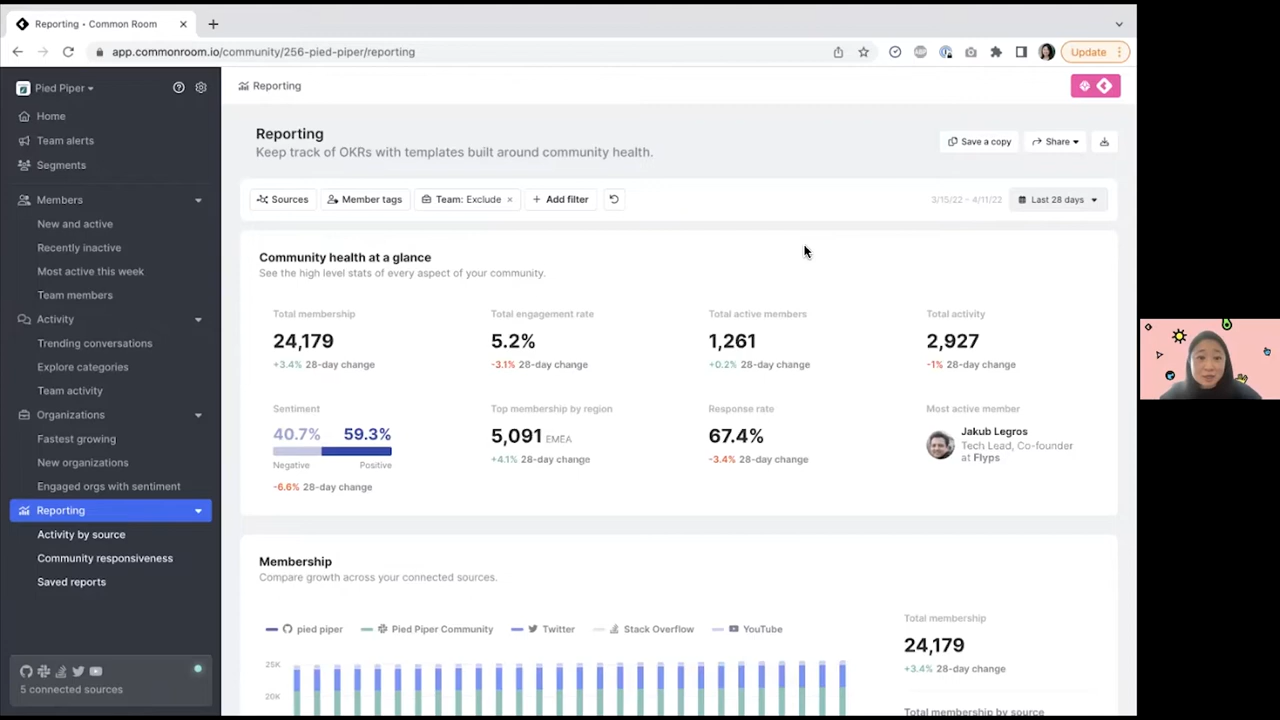 Reporting • Common Room
app.commonroom.io/community/256-pied-piper/reporting
Update
Pied Piper
Home
Team alerts
Segments
Members
New and active
Recently inactive
Most active this week
Team members
Activity
Trending conversations
Explore categories
Team activity
Organizations
Fastest growing
New organizations
Engaged orgs with sentiment
Reporting
Activity by source
Community responsiveness
Saved reports
5 connected sources
Reporting
Reporting
Keep track of OKRs with templates built around community health.
Save a copy
Share
Sources
Member tags
Team: Exclude ×
+ Add filter
3/15/22 – 4/11/22
Last 28 days
Community health at a glance
See the high level stats of every aspect of your community.
Total membership
24,179
+3.4% 28-day change
Total engagement rate
5.2%
-3.1% 28-day change
Total active members
1,261
+0.2% 28-day change
Total activity
2,927
-1% 28-day change
Sentiment
40.7% 59.3%
Negative Positive
-6.6% 28-day change
Top membership by region
5,091 EMEA
+4.1% 28-day change
Response rate
67.4%
-3.4% 28-day change
Most active member
Jakub Legros
Tech Lead, Co-founder
at Flyps
Membership
Compare growth across your connected sources.
pied piper Pied Piper Community Twitter Stack Overflow YouTube
25K
20K
Total membership
24,179
+3.4% 28-day change
Total membership by source